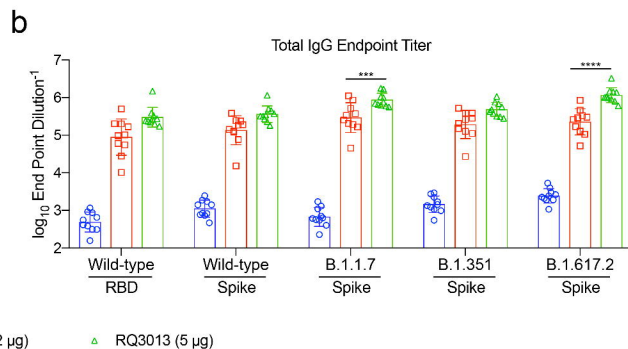 b
Total IgG Endpoint Titer
log10 End Point Dilution-1
7
6
5
4
3
2
***
****
Wild-type Wild-type B.1.1.7 B.1.351 B.1.617.2
RBD Spike Spike Spike Spike
2 µg) RQ3013 (5 µg)